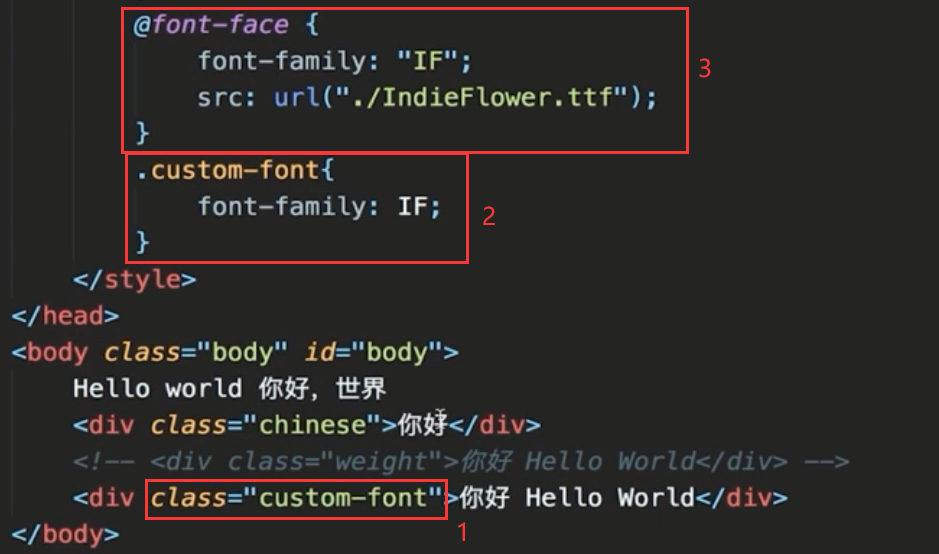 @font-face {
font-family: "IF";
src: url("./IndieFlower.ttf");
}
3
.custom-font{
font-family: IF;
}
2
</style>
</head>
<body class="body" id="body">
Hello world 你好，世界
<div class="chinese">你好</div>
<!-- <div class="weight">你好 Hello World</div> -->
<div class="custom-font">你好 Hello World</div>
1
</body>